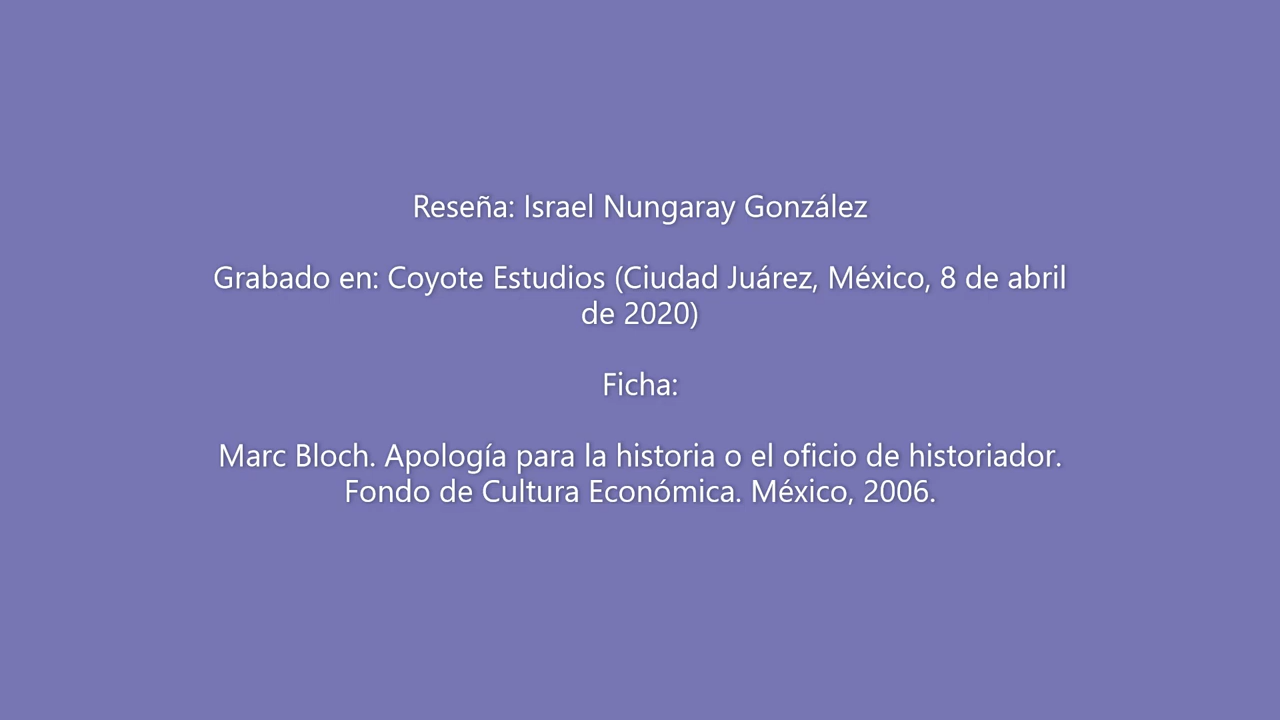 Reseña: Israel Nungaray González
Grabado en: Coyote Estudios (Ciudad Juárez, México, 8 de abril
de 2020)
Ficha:
Marc Bloch. Apología para la historia o el oficio de historiador.
Fondo de Cultura Económica. México, 2006.